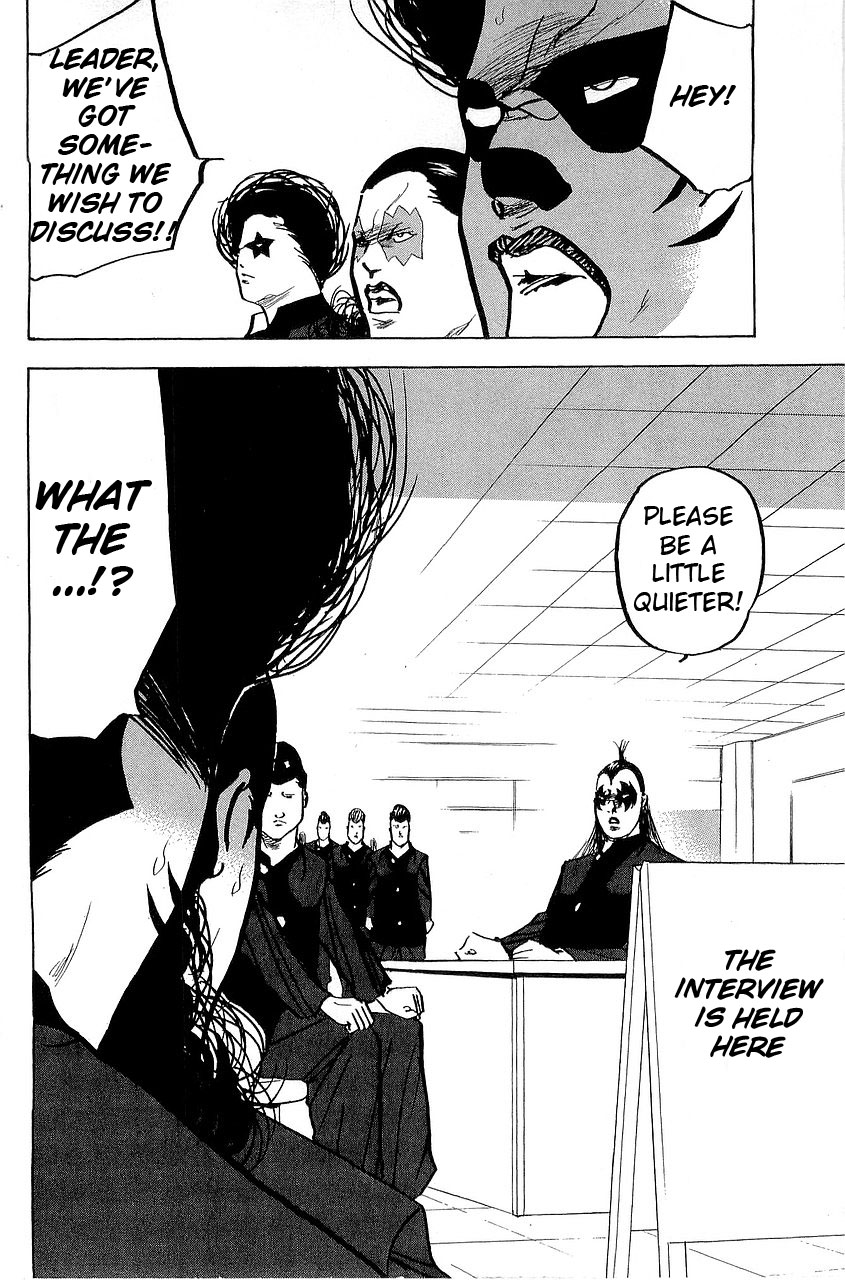 HEY!
LEADER,
WE'VE
GOT
SOME-
THING WE
WISH TO
DISCUSS!!
PLEASE
BE A
LITTLE
QUIETER!
WHAT
THE
...!?
THE
INTERVIEW
IS HELD
HERE